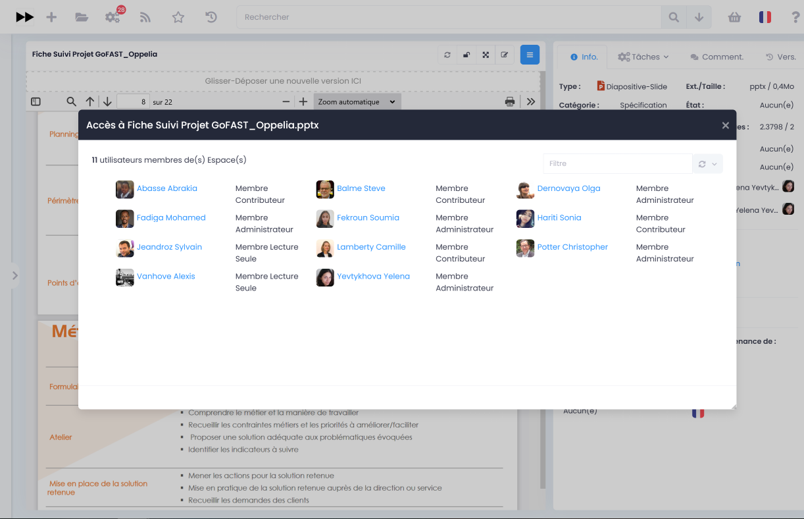 28
Rechercher
Fiche Suivi Projet GoFAST_Oppelia
Info.
Tâches
Comment.
Vers.
Glisser-Déposer une nouvelle version ICI
Type :
Diapositive-Slide
Ext./Taille :
pptx / 0,4Mo
8
sur 22
Zoom automatique
Catégorie :
Spécification
État :
Aucun(e)
Accès à Fiche Suivi Projet GoFAST_Oppelia.pptx
2.3798 / 2
Planning
Aucun(e)
11 utilisateurs membres de(s) Espace(s)
Filtre
Aucun(e)
Abasse Abrakia
Membre
Contributeur
Balme Steve
Membre
Contributeur
Dernovaya Olga
Membre
Administrateur
Périmètre
Fadiga Mohamed
Membre
Administrateur
Fekroun Soumia
Membre
Administrateur
Hariti Sonia
Membre
Contributeur
Yelena Yev...
Jeandroz Sylvain
Membre Lecture
Seule
Lamberty Camille
Membre
Contributeur
Potter Christopher
Membre
Administrateur
Vanhove Alexis
Membre Lecture
Seule
Yevtykhova Yelena
Membre
Administrateur
Points d'
Mét
enance de :
Formula
Aucun(e)
Atelier
Comprendre le métier et la manière de travailler
Recueillir les contraintes métiers et les priorités à améliorer/faciliter
Proposer une solution adéquate aux problématiques évoquées
Identifier les indicateurs à suivre
Mise en place de la solution
retenue
Mener les actions pour la solution retenue
Mise en pratique de la solution retenue auprès de la direction ou service
Recueillir les demandes des clients